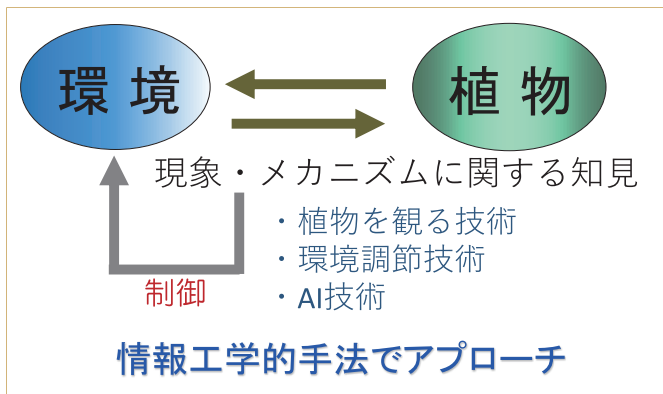 環境
植物
現象・メカニズムに関する知見
・植物を観る技術
・環境調節技術
・AI技術
制御
情報工学的手法でアプローチ